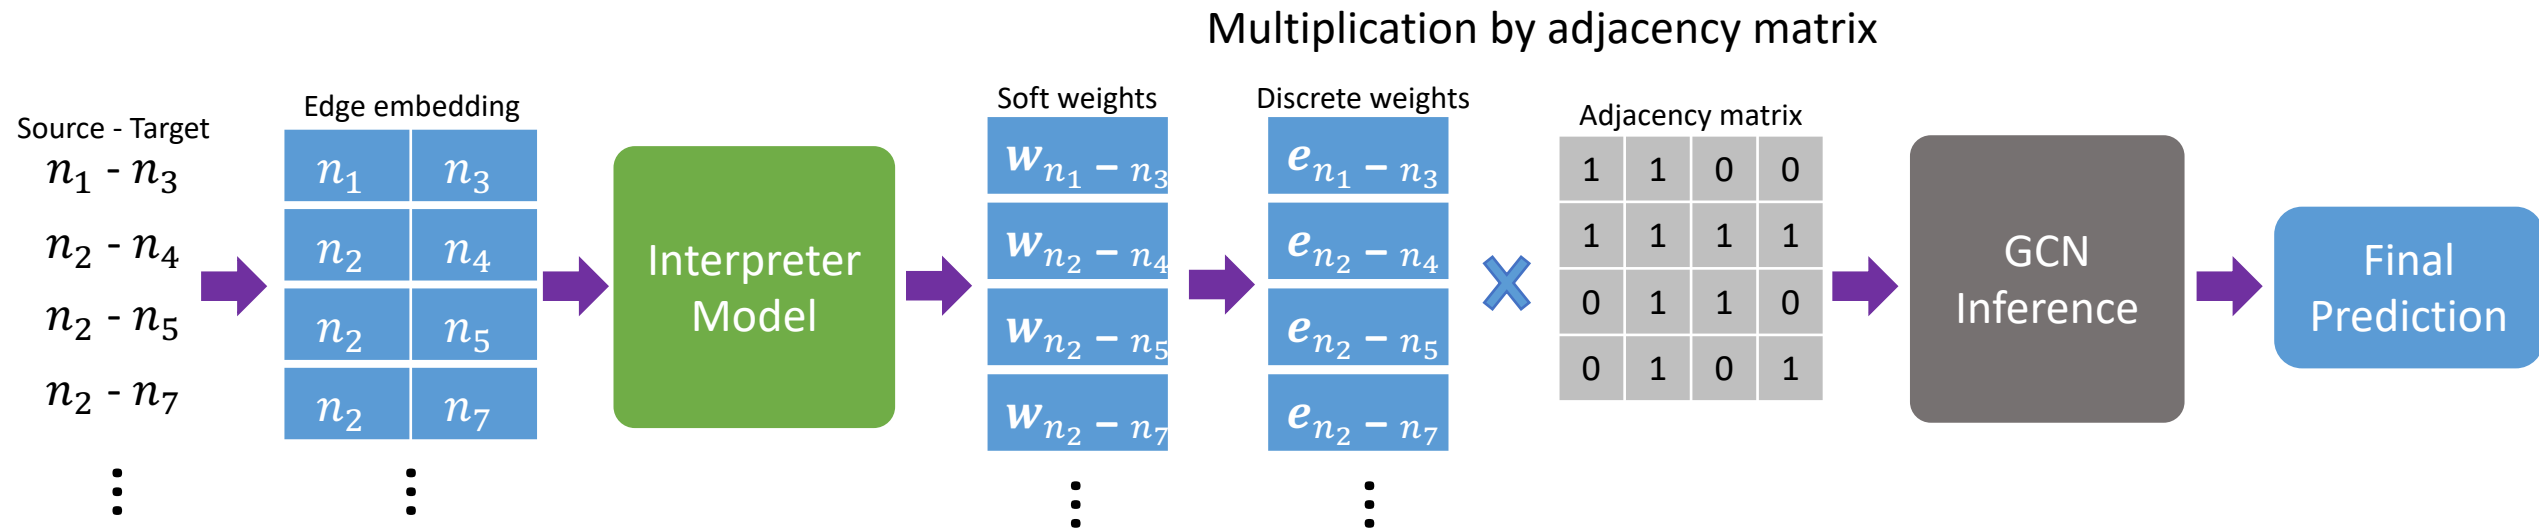 Multiplication by adjacency matrix
Source - Target
n₁ - n₃
n₂ - n₄
n₂ - n₅
n₂ - n₇
⋮
Edge embedding
n₁ n₃
n₂ n₄
n₂ n₅
n₂ n₇
⋮
Interpreter
Model
Soft weights
w n₁ – n₃
w n₂ – n₄
w n₂ – n₅
w n₂ – n₇
⋮
Discrete weights
e n₁ – n₃
e n₂ – n₄
e n₂ – n₅
e n₂ – n₇
⋮
Adjacency matrix
1 1 0 0
1 1 1 1
0 1 1 0
0 1 0 1
GCN
Inference
Final
Prediction